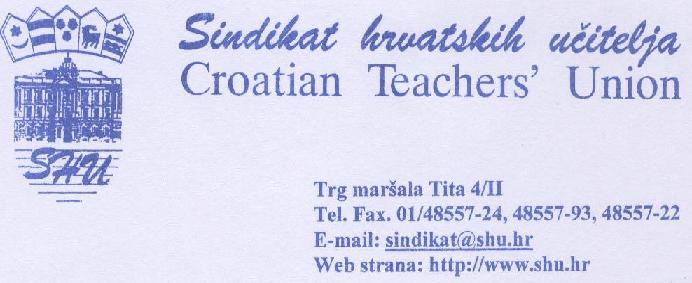 Sindikat hrvatskih učitelja
Croatian Teachers' Union
SHU
Trg maršala Tita 4/II
Tel. Fax. 01/48557-24, 48557-93, 48557-22
E-mail: sindikat@shu.hr
Web strana: http://www.shu.hr